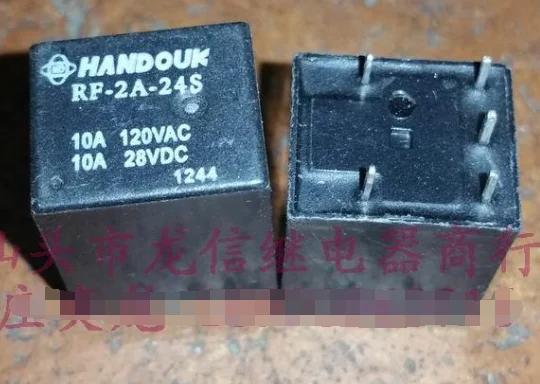 HANDOUK
RF-2A-24S
10A 120VAC
10A 28VDC
1244
汕头市龙信继电器商行
庄